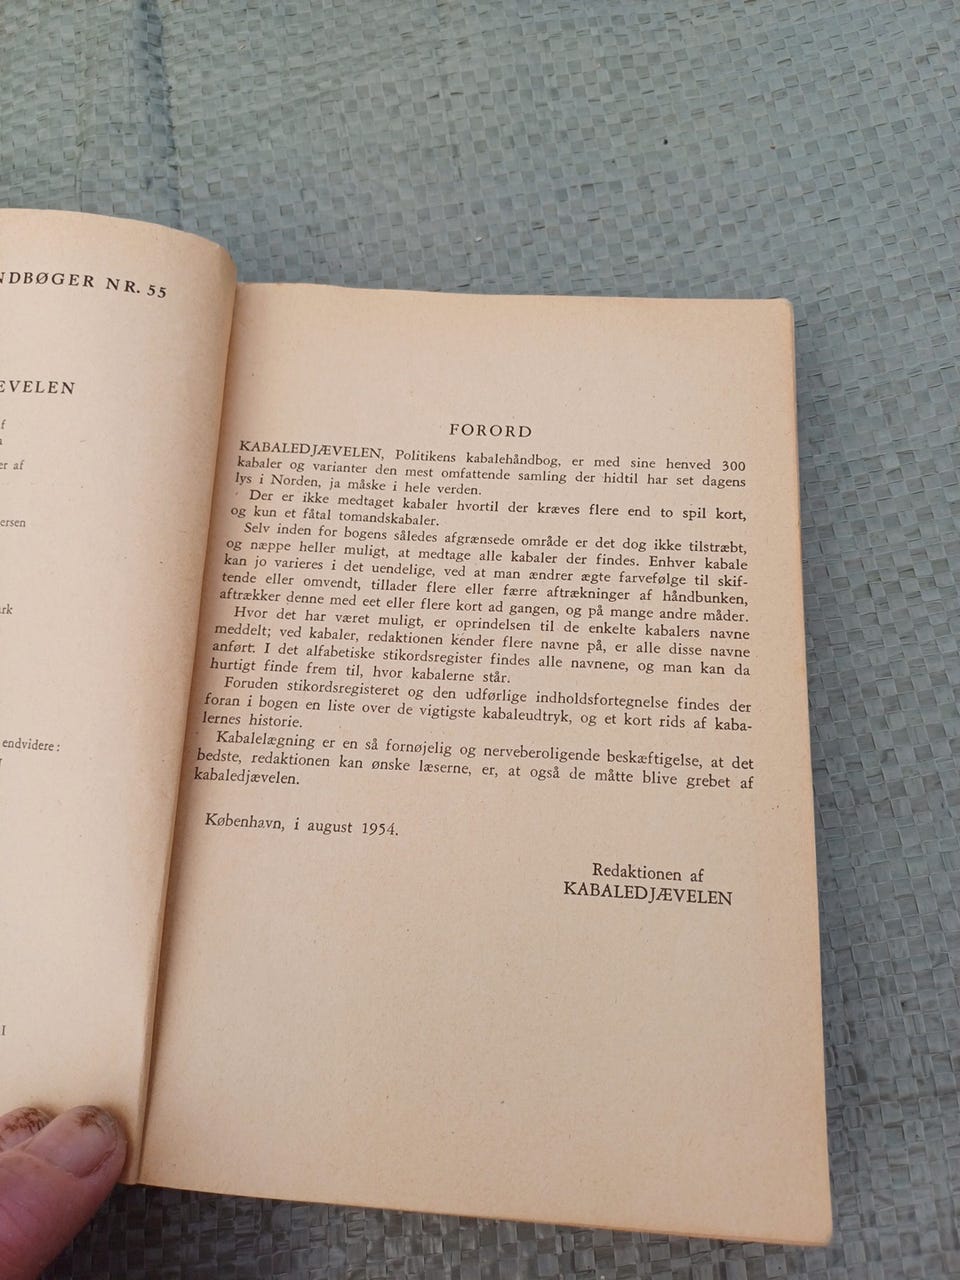 NDBØGER NR. 55
ÆVELEN
f
er af
ersen
rk
endvidere:
I
FORORD
KABALEDJÆVELEN, Politikens kabalehåndbog, er med sine henved 300
kabaler og varianter den mest omfattende samling der hidtil har set dagens
lys i Norden, ja måske i hele verden.
Der er ikke medtaget kabaler hvortil der kræves flere end to spil kort,
og kun et fåtal tomandskabaler.
Selv inden for bogens således afgrænsede område er det dog ikke tilstræbt,
og næppe heller muligt, at medtage alle kabaler der findes. Enhver kabale
kan jo varieres i det uendelige, ved at man ændrer ægte farvefølge til skif-
tende eller omvendt, tillader flere eller færre aftrækninger af håndbunken,
aftrækker denne med eet eller flere kort ad gangen, og på mange andre måder.
Hvor det har været muligt, er oprindelsen til de enkelte kabalers navne
meddelt; ved kabaler, redaktionen kender flere navne på, er alle disse navne
anført. I det alfabetiske stikordsregister findes alle navnene, og man kan da
hurtigt finde frem til, hvor kabalerne står.
Foruden stikordsregisteret og den udførlige indholdsfortegnelse findes der
foran i bogen en liste over de vigtigste kabaleudtryk, og et kort rids af kaba-
lernes historie.
Kabalelægning er en så fornøjelig og nerveberoligende beskæftigelse, at det
bedste, redaktionen kan ønske læserne, er, at også de måtte blive grebet af
kabaledjævelen.
København, i august 1954.
Redaktionen af
KABALEDJÆVELEN